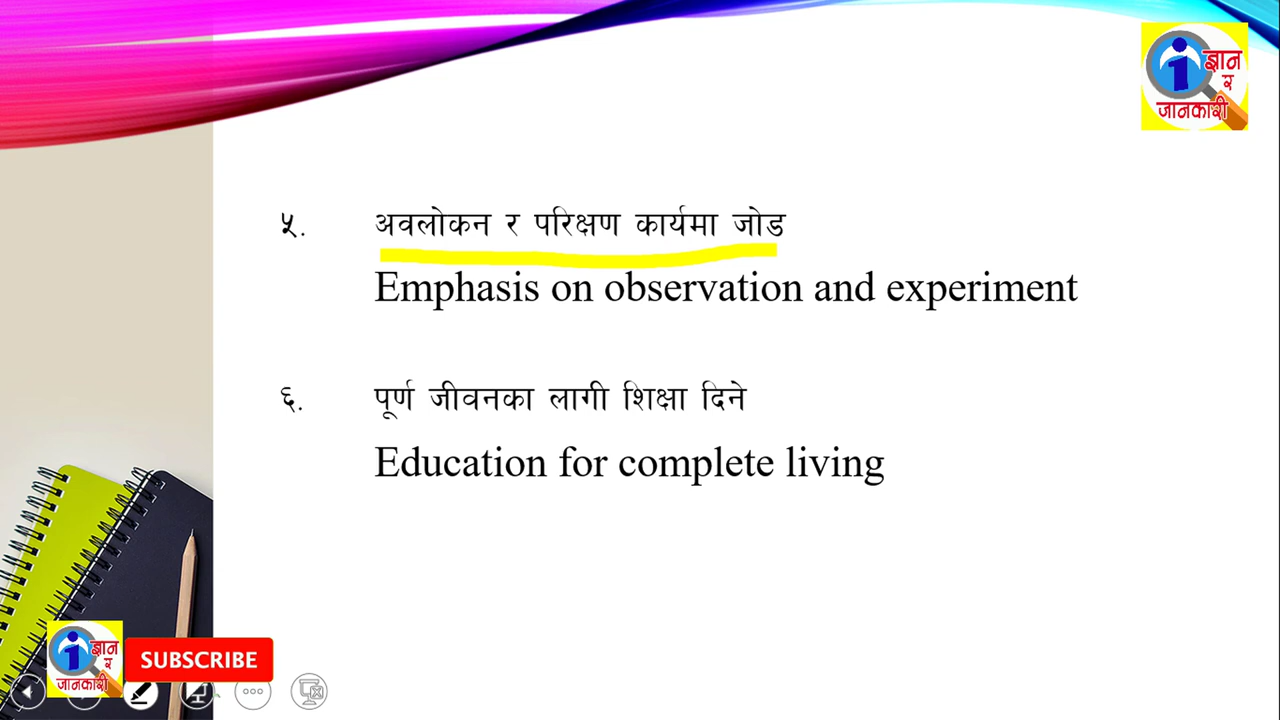 ज्ञान
र
जानकारी
५. अवलोकन र परिक्षण कार्यमा जोड
Emphasis on observation and experiment
६. पूर्ण जीवनका लागी शिक्षा दिने
Education for complete living
ज्ञान
र
जानकारी
SUBSCRIBE